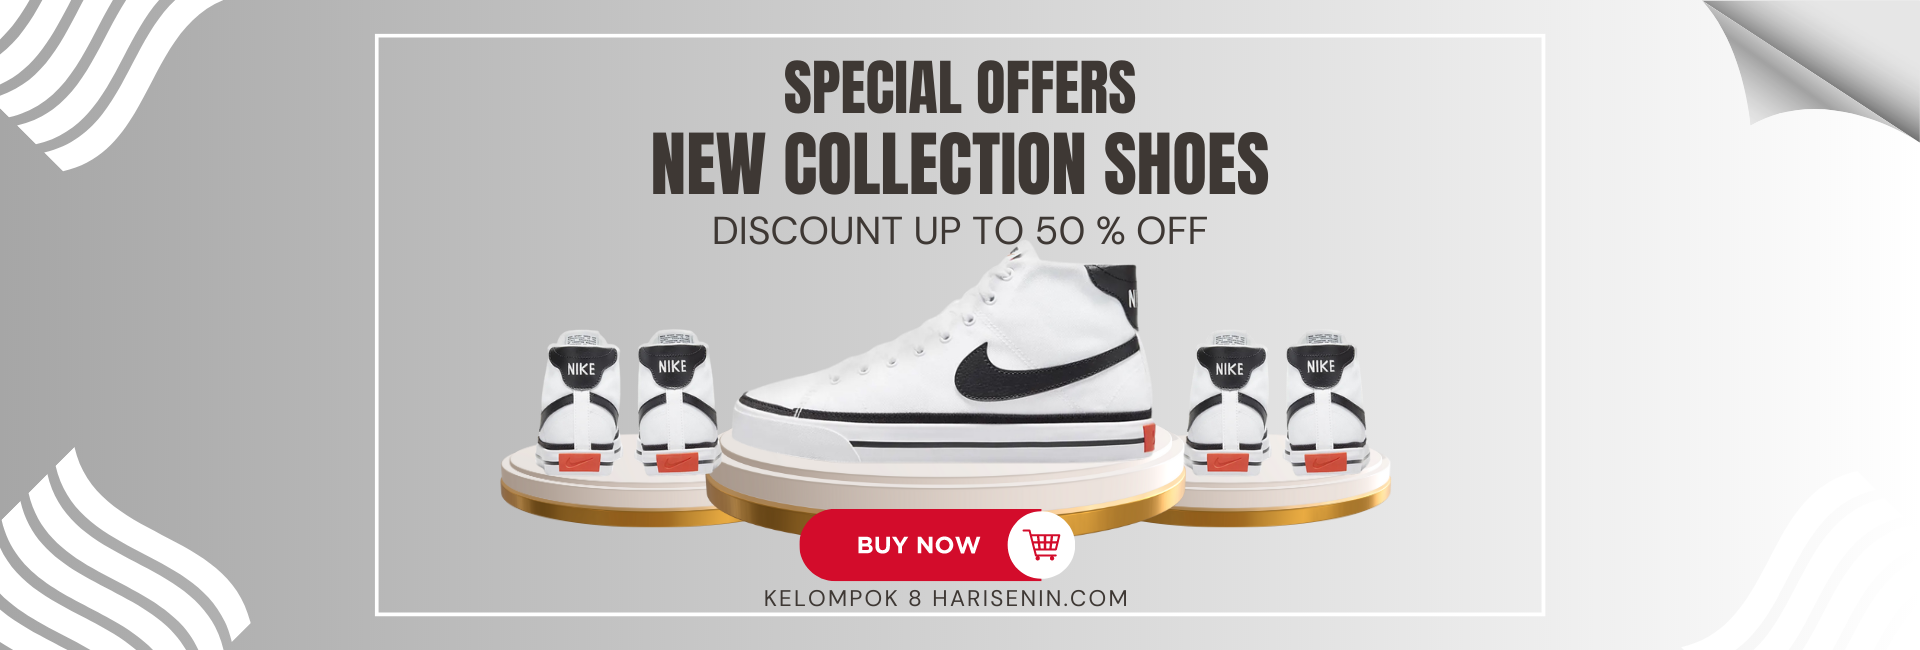 SPECIAL OFFERS
NEW COLLECTION SHOES
DISCOUNT UP TO 50 % OFF
N
NIKE
NIKE
NIKE
NIKE
BUY NOW
KELOMPOK 8 HARISENIN.COM